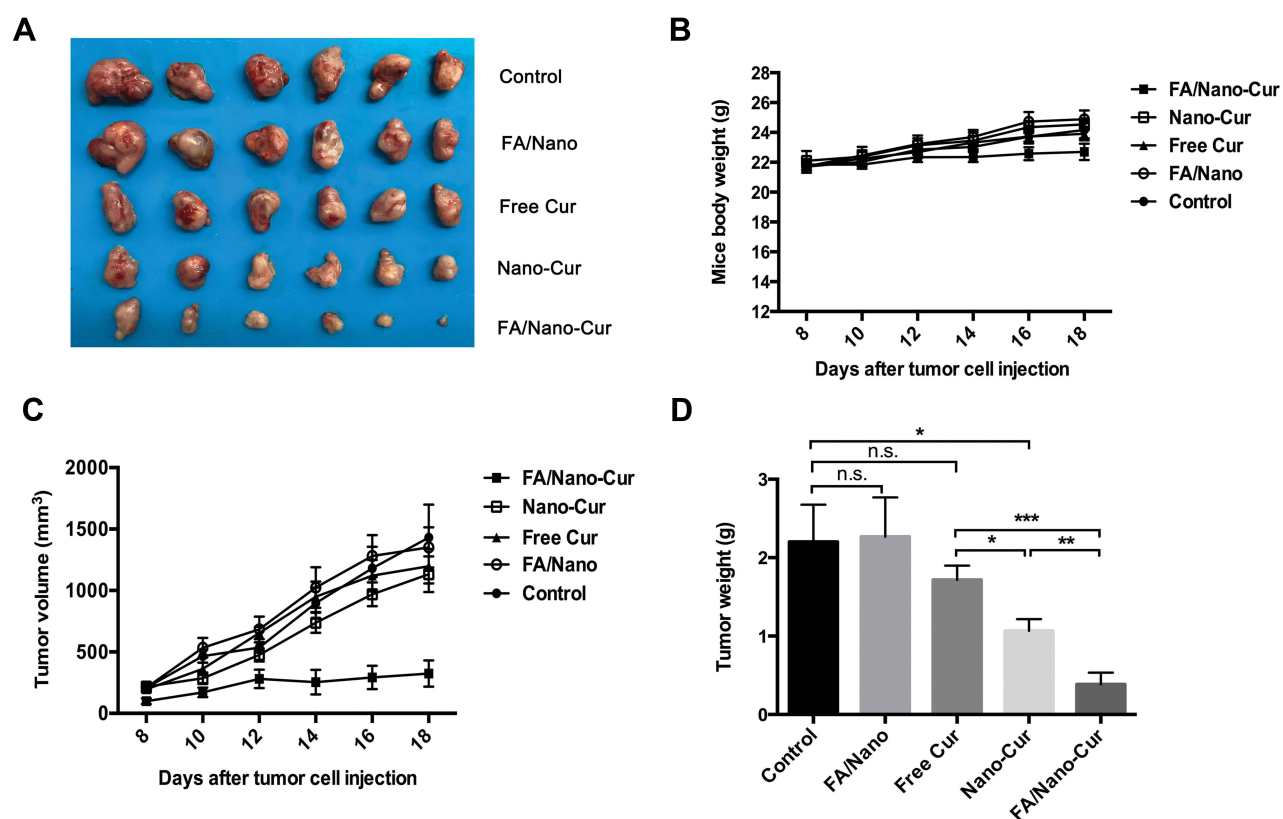 A
Control
FA/Nano
Free Cur
Nano-Cur
FA/Nano-Cur
B
Mice body weight (g)
28
26
24
22
20
18
16
14
12
8
10
12
14
16
18
Days after tumor cell injection
FA/Nano-Cur
Nano-Cur
Free Cur
FA/Nano
Control
C
Tumor volume (mm³)
2000
1500
1000
500
0
8
10
12
14
16
18
Days after tumor cell injection
FA/Nano-Cur
Nano-Cur
Free Cur
FA/Nano
Control
D
Tumor weight (g)
3
2
1
0
*
n.s.
n.s.
***
*
**
Control
FA/Nano
Free Cur
Nano-Cur
FA/Nano-Cur